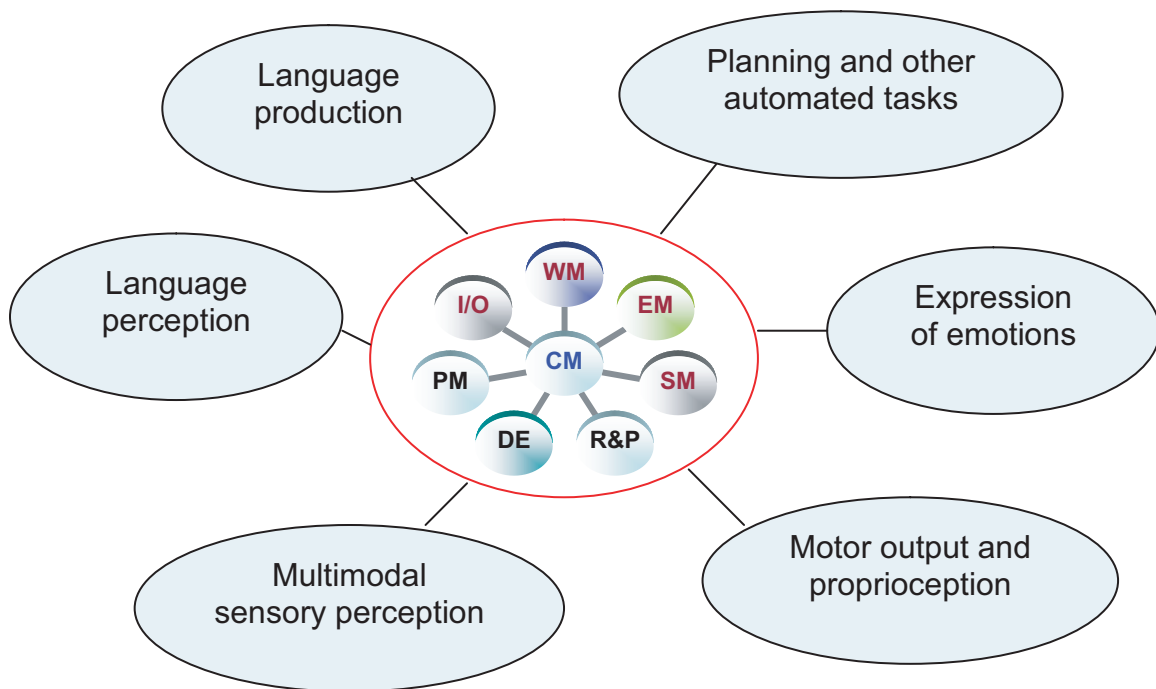 Language
production
Planning and other
automated tasks
Language
perception
WM
I/O
EM
CM
PM
SM
DE
R&P
Expression
of emotions
Multimodal
sensory perception
Motor output and
proprioception